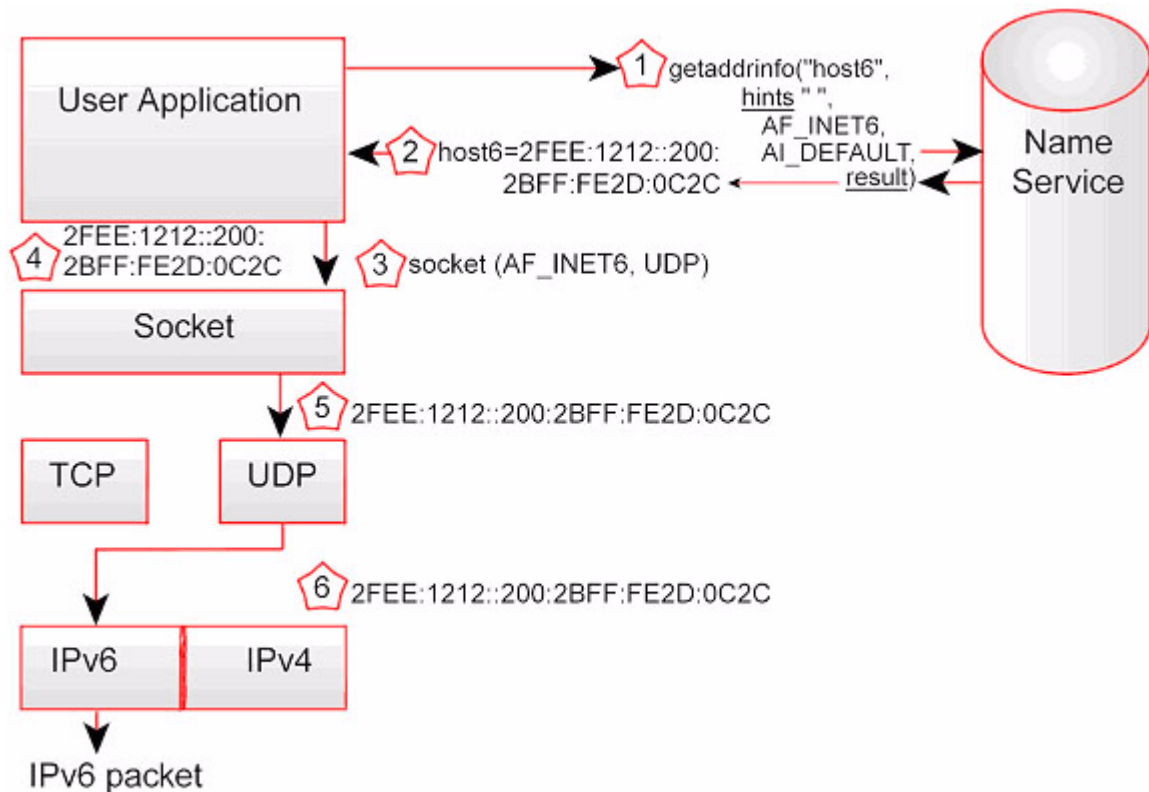 User Application
1
getaddrinfo("host6",
hints " ",
AF_INET6,
AI_DEFAULT,
result)
Name
Service
2
host6=2FEE:1212::200:
2BFF:FE2D:0C2C
4
2FEE:1212::200:
2BFF:FE2D:0C2C
3
socket (AF_INET6, UDP)
Socket
5
2FEE:1212::200:2BFF:FE2D:0C2C
TCP
UDP
6
2FEE:1212::200:2BFF:FE2D:0C2C
IPv6
IPv4
IPv6 packet